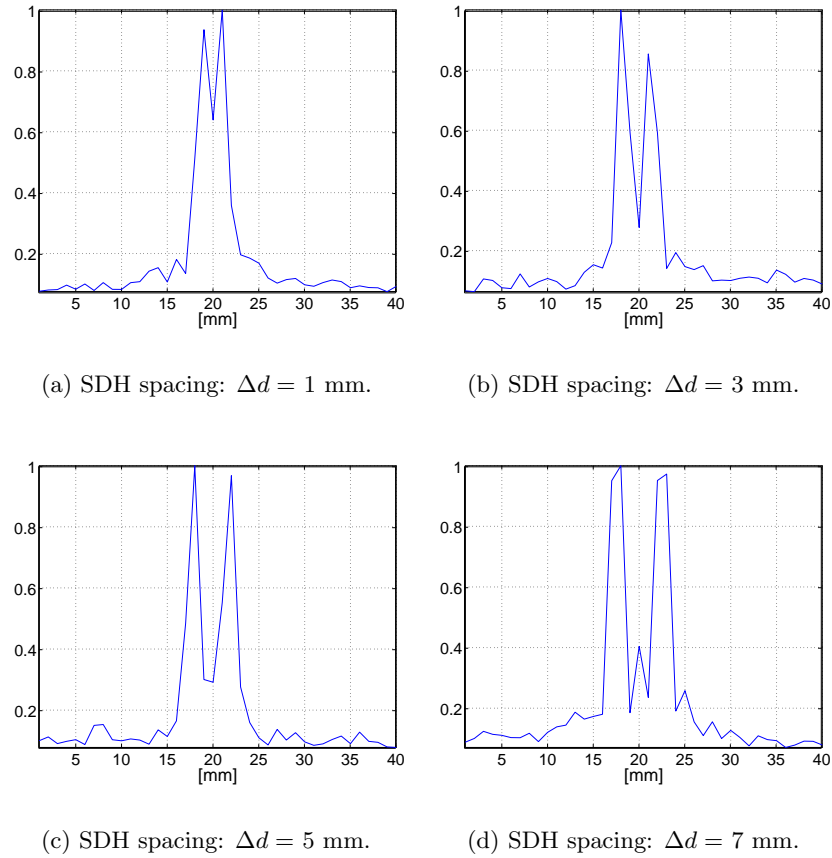 1
0.8
0.6
0.4
0.2
5 10 15 20 25 30 35 40
[mm]
(a) SDH spacing: Δd = 1 mm.
1
0.8
0.6
0.4
0.2
5 10 15 20 25 30 35 40
[mm]
(b) SDH spacing: Δd = 3 mm.
1
0.8
0.6
0.4
0.2
5 10 15 20 25 30 35 40
[mm]
(c) SDH spacing: Δd = 5 mm.
1
0.8
0.6
0.4
0.2
5 10 15 20 25 30 35 40
[mm]
(d) SDH spacing: Δd = 7 mm.